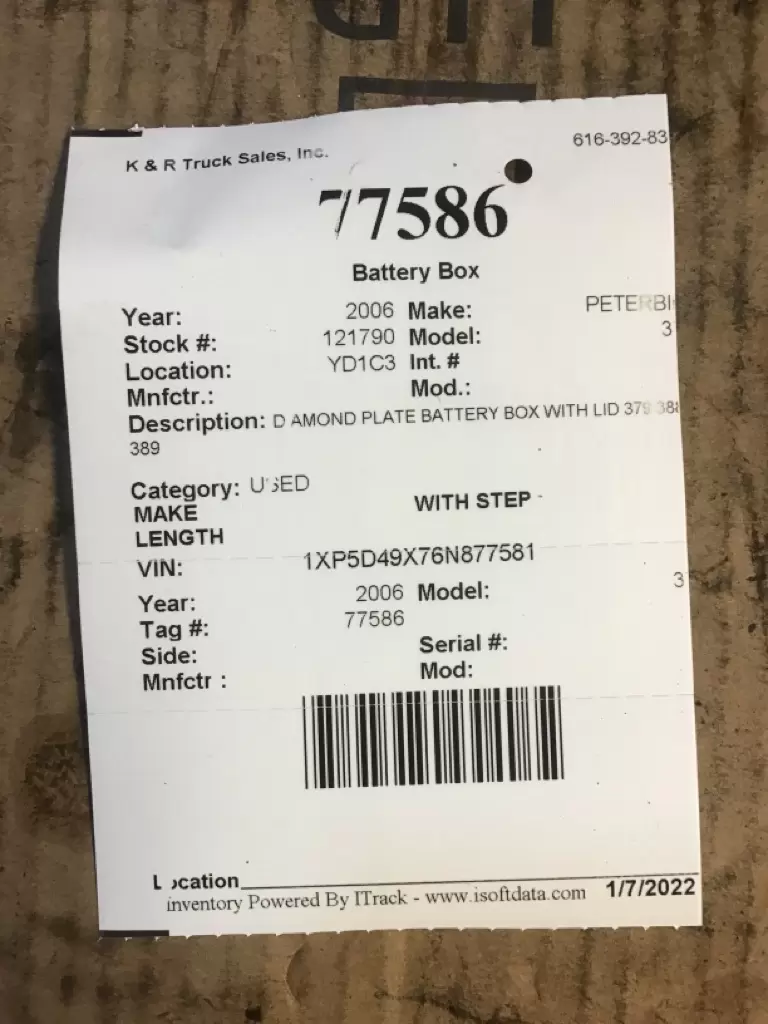 K & R Truck Sales, Inc. 616-392-83
77586
Battery Box
Year: 2006 Make: PETERBI
Stock #: 121790 Model: 3
Location: YD1C3 Int. #
Mnfctr.: Mod.:
Description: D AMOND PLATE BATTERY BOX WITH LID 379 388
389
Category: USED
MAKE WITH STEP -
LENGTH
VIN: 1XP5D49X76N877581
Year: 2006 Model: 3
Tag #: 77586
Side: Serial #:
Mnfctr : Mod:
Location
inventory Powered By ITrack - www.isoftdata.com 1/7/2022